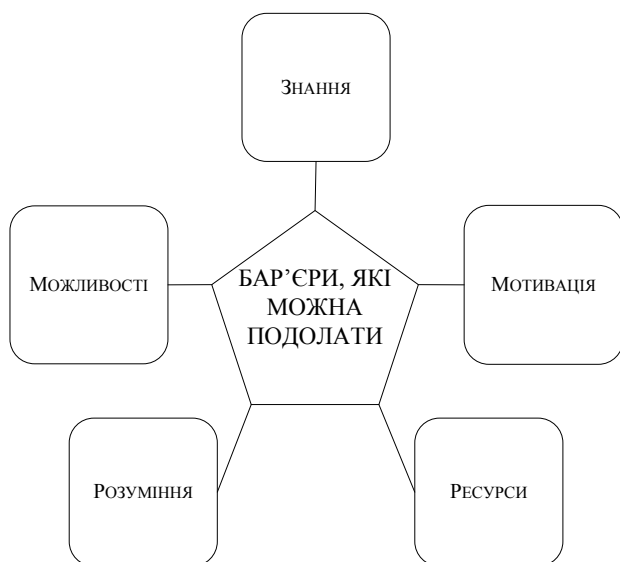 Знання
Можливості
БАР’ЄРИ, ЯКІ
МОЖНА
ПОДОЛАТИ
Мотивація
Розуміння
Ресурси